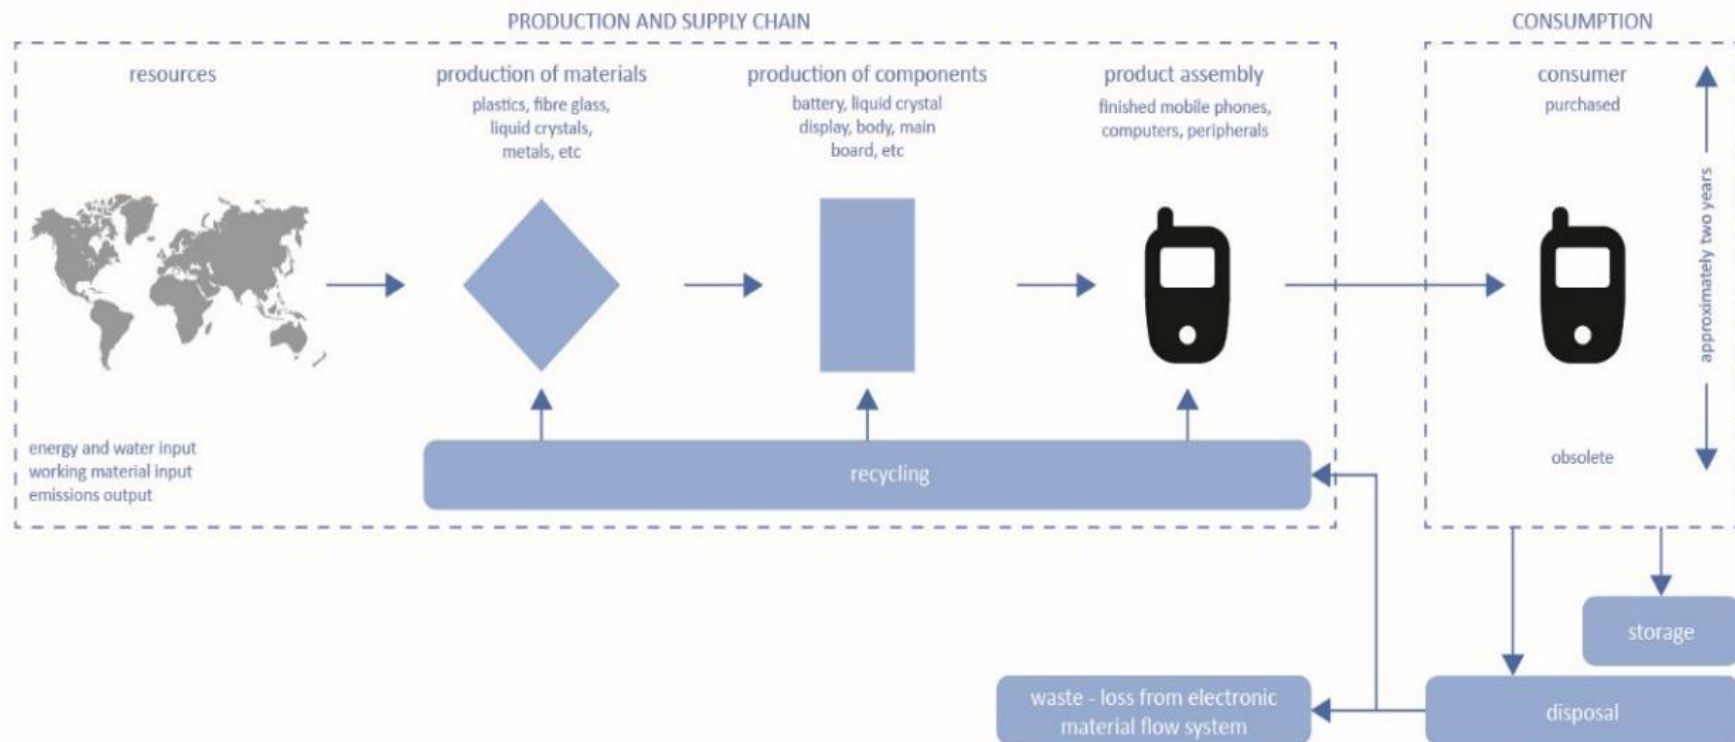 PRODUCTION AND SUPPLY CHAIN
CONSUMPTION
resources
production of materials
plastics, fibre glass,
liquid crystals,
metals, etc
production of components
battery, liquid crystal
display, body, main
board, etc
product assembly
finished mobile phones,
computers, peripherals
consumer
purchased
approximately two years
obsolete
energy and water input
working material input
emissions output
recycling
storage
waste - loss from electronic
material flow system
disposal